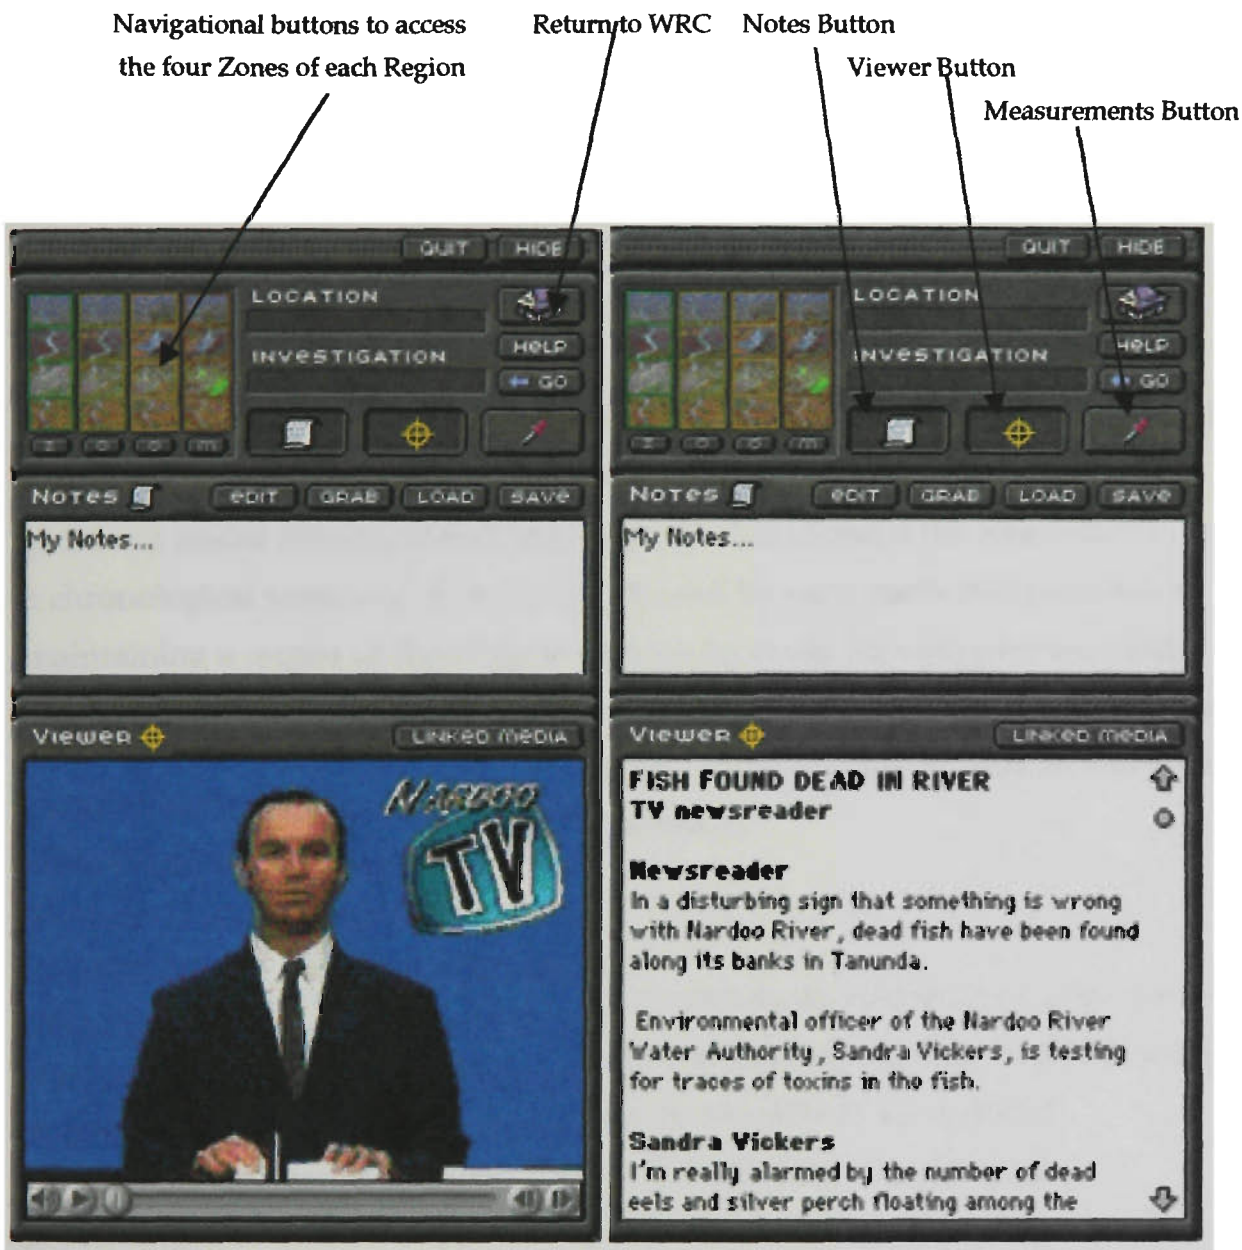 Navigational buttons to access
the four Zones of each Region
Return to WRC
Notes Button
Viewer Button
Measurements Button
QUIT HIDE
LOCATION
INVESTIGATION
HELP
GO
NOTES EDIT GRAB LOAD SAVE
My Notes...
VIEWER LINKED MEDIA
NARDOO
TV
QUIT HIDE
LOCATION
INVESTIGATION
HELP
GO
NOTES EDIT GRAB LOAD SAVE
My Notes...
VIEWER LINKED MEDIA
FISH FOUND DEAD IN RIVER
TV newsreader
Newsreader
In a disturbing sign that something is wrong
with Nardoo River, dead fish have been found
along its banks in Tanunda.
Environmental officer of the Nardoo River
Water Authority, Sandra Vickers, is testing
for traces of toxins in the fish.
Sandra Vickers
I'm really alarmed by the number of dead
eels and silver perch floating among the